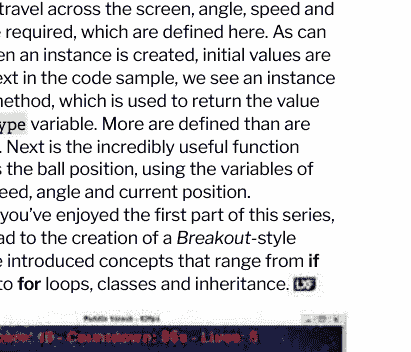 travel across the screen, angle, speed and
required, which are defined here. As can
en an instance is created, initial values are
ext in the code sample, we see an instance
method, which is used to return the value
ype variable. More are defined than are
. Next is the incredibly useful function
the ball position, using the variables of
eed, angle and current position.
you've enjoyed the first part of this series,
ad to the creation of a Breakout-style
introduced concepts that range from if
to for loops, classes and inheritance. LXF
Countdown: Lives: 5